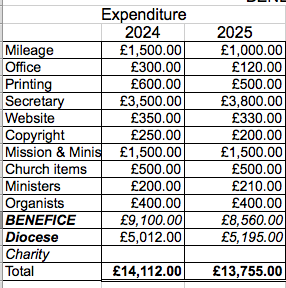 Expenditure
2024 2025
Mileage £1,500.00 £1,000.00
Office £300.00 £120.00
Printing £600.00 £500.00
Secretary £3,500.00 £3,800.00
Website £350.00 £330.00
Copyright £250.00 £200.00
Mission & Minis £1,500.00 £1,500.00
Church items £500.00 £500.00
Ministers £200.00 £210.00
Organists £400.00 £400.00
BENEFICE £9,100.00 £8,560.00
Diocese £5,012.00 £5,195.00
Charity
Total £14,112.00 £13,755.00